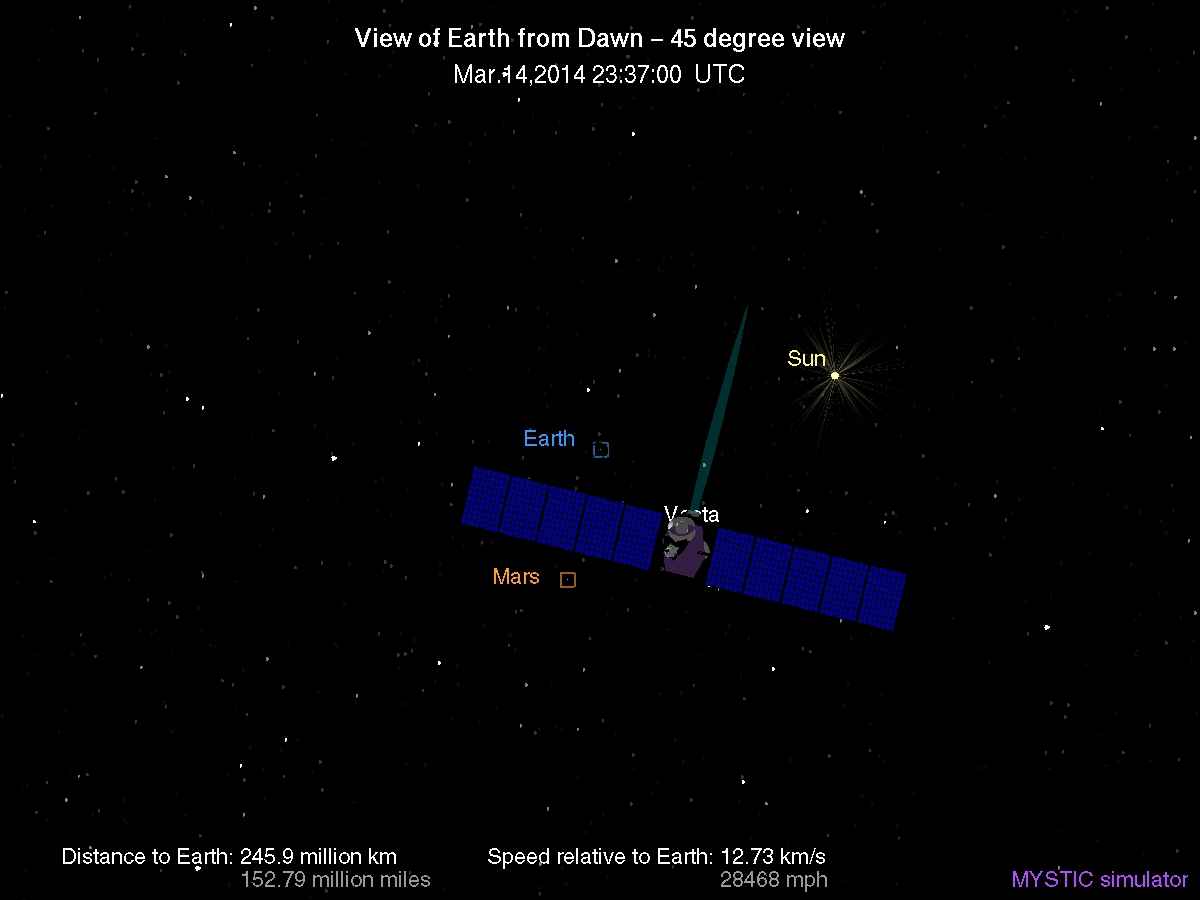 View of Earth from Dawn – 45 degree view
Mar.14,2014 23:37:00 UTC
Sun
Earth
Vesta
Mars
Distance to Earth: 245.9 million km
152.79 million miles
Speed relative to Earth: 12.73 km/s
28468 mph
MYSTIC simulator